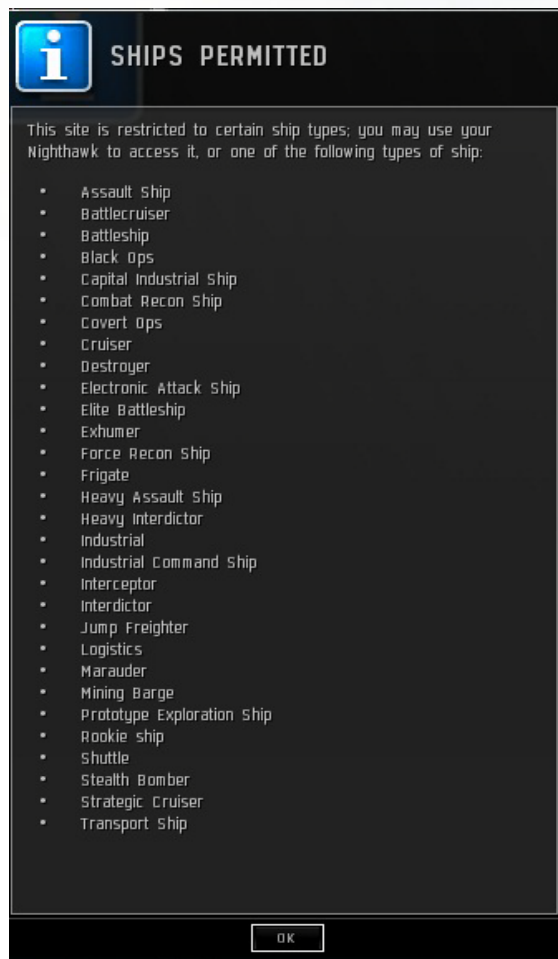 SHIPS PERMITTED
This site is restricted to certain ship types; you may use your
Nighthawk to access it, or one of the following types of ship:
• Assault Ship
• Battlecruiser
• Battleship
• Black Ops
• Capital Industrial Ship
• Combat Recon Ship
• Covert Ops
• Cruiser
• Destroyer
• Electronic Attack Ship
• Elite Battleship
• Exhumer
• Force Recon Ship
• Frigate
• Heavy Assault Ship
• Heavy Interdictor
• Industrial
• Industrial Command Ship
• Interceptor
• Interdictor
• Jump Freighter
• Logistics
• Marauder
• Mining Barge
• Prototype Exploration Ship
• Rookie ship
• Shuttle
• Stealth Bomber
• Strategic Cruiser
• Transport Ship
OK